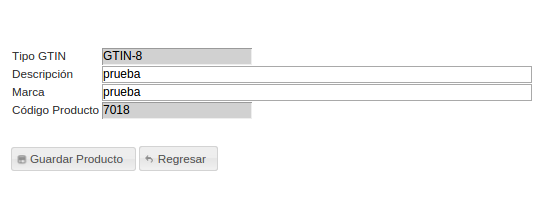 Tipo GTIN GTIN-8
Descripción prueba
Marca prueba
Código Producto 7018
Guardar Producto Regresar